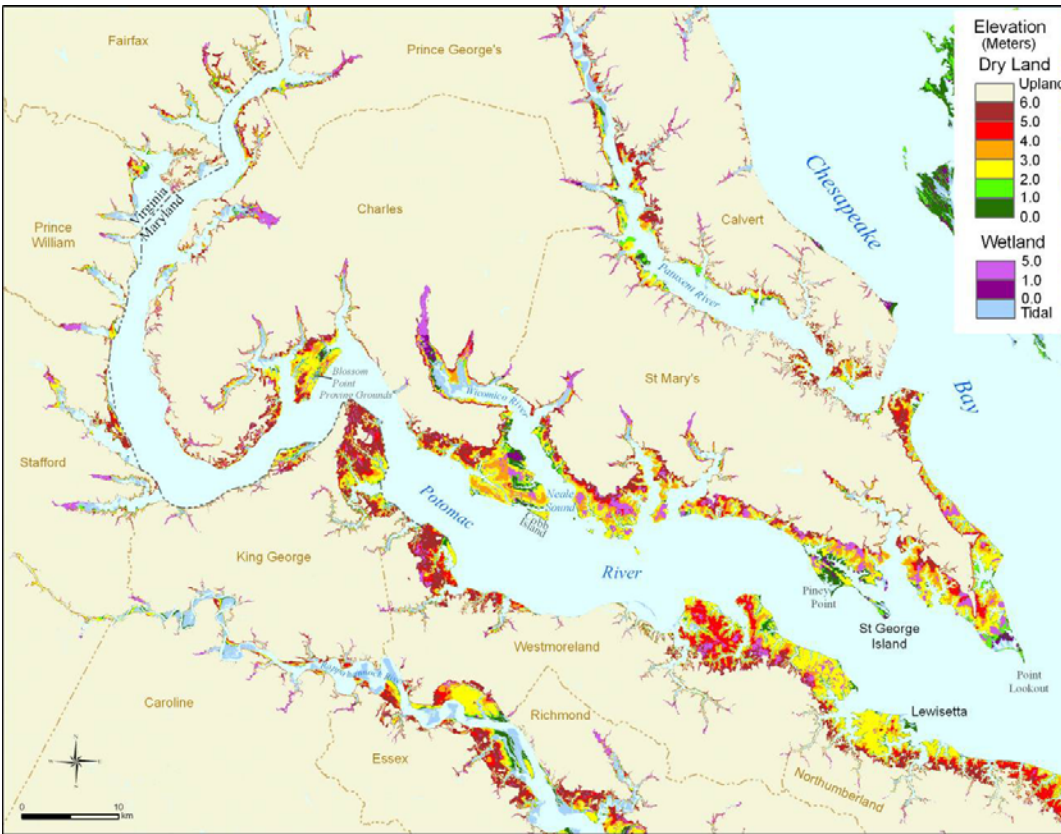 Fairfax
Prince George's
Elevation
(Meters)
Dry Land
Upland
6.0
5.0
4.0
3.0
2.0
1.0
0.0
Wetland
5.0
1.0
0.0
Tidal
Chesapeake
Bay
Virginia
Maryland
Prince
William
Charles
Calvert
Patuxent River
Blossom
Point
Proving Grounds
Wicomico River
St Mary's
Stafford
Potomac
River
Neale
Sound
Cobb
Island
King George
Piney
Point
St George
Island
Point
Lookout
Westmoreland
Caroline
Rappahannock River
Richmond
Lewisetta
Essex
Northumberland
N
E
S
0
10
km